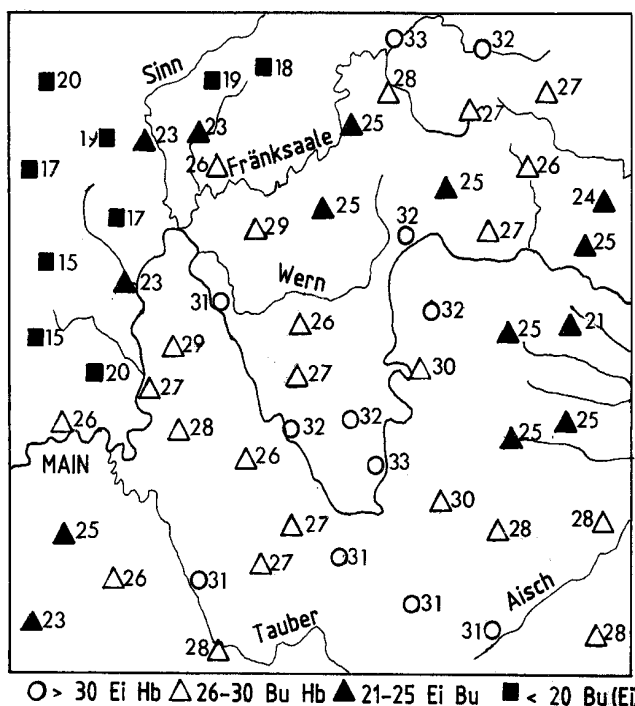 33 32
Sinn
20 19 18
28 27
27
19 23 23 25
17 26 Fränksaale 26
25 24
17 29 25
32 27
25
15 Wern
23
31 32
26 25 21
15 29
30
20 27 27
26 28 32 32 25
25
MAIN 26 33
30
25 27 28 28
31
26 31 27
31 Aisch
23 Tauber 31
28 28
> 30 Ei Hb 26-30 Bu Hb 21-25 Ei Bu < 20 Bu(Ei